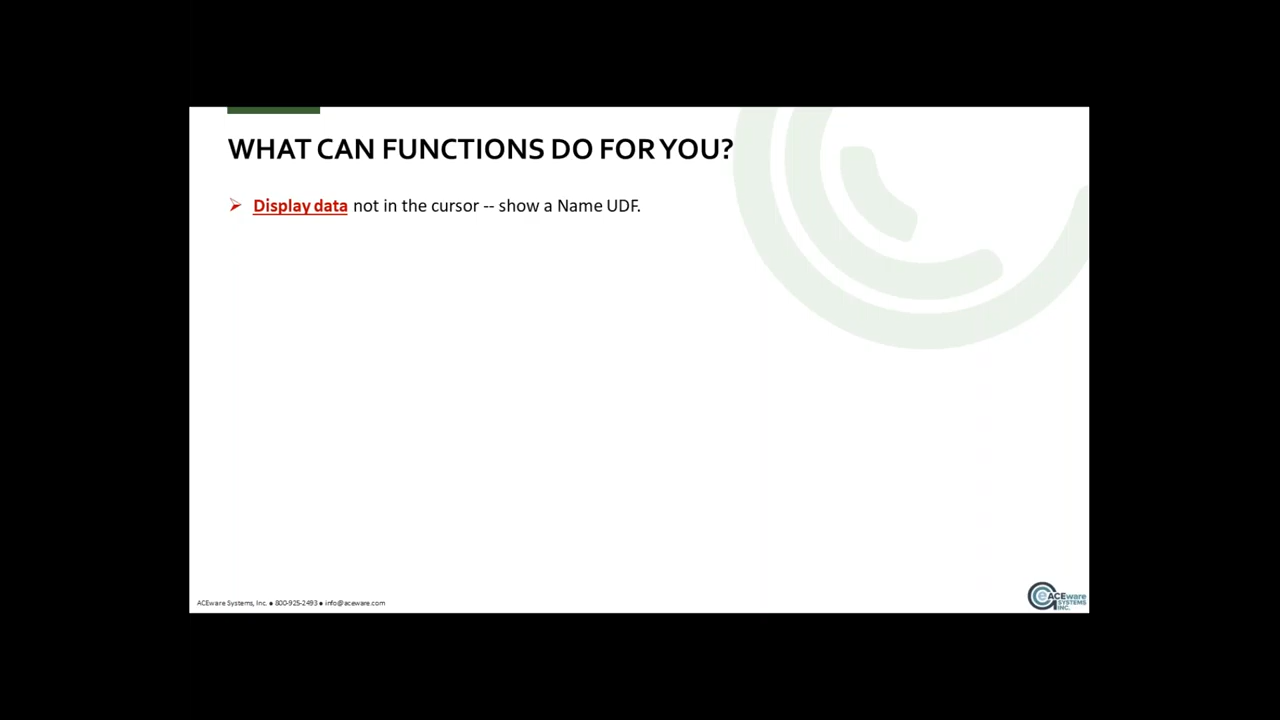 WHAT CAN FUNCTIONS DO FOR YOU?
Display data not in the cursor -- show a Name UDF.
ACEware Systems, Inc. ● 800-925-2493 ● info@aceware.com
e ACEware
SYSTEMS
INC.